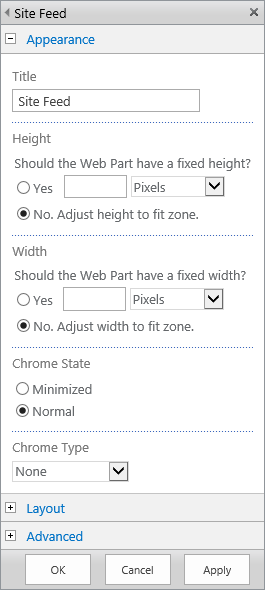 Site Feed
Appearance
Title
Site Feed
Height
Should the Web Part have a fixed height?
Yes Pixels
No. Adjust height to fit zone.
Width
Should the Web Part have a fixed width?
Yes Pixels
No. Adjust width to fit zone.
Chrome State
Minimized
Normal
Chrome Type
None
Layout
Advanced
OK Cancel Apply